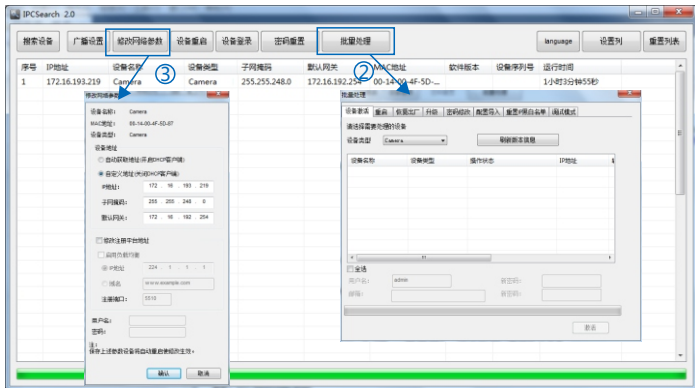 IPCSearch 2.0
搜索设备 广播设置 修改网络参数 设备重启 设备登录 密码重置 批量处理 language 设置列 重置列表
序号 IP地址 设备名称 设备类型 子网掩码 默认网关 MAC地址 软件版本 设备序列号 运行时间
1 172.16.193.219 Camera Camera 255.255.248.0 172.16.192.254 00-14-00-4F-5D-... 1小时3分钟55秒
③
②
修改网络参数
设备名称: Camera
MAC地址: 00-14-00-4F-5D-87
设备类型: Camera
设备地址
自动获取地址(开启DHCP客户端)
自定义地址(关闭DHCP客户端)
IP地址: 172 . 16 . 193 . 219
子网掩码: 255 . 255 . 248 . 0
默认网关: 172 . 16 . 192 . 254
修改注册平台地址
启用负载均衡
IP地址 224 . 1 . 1 . 1
域名 www.example.com
注册端口: 5510
用户名:
密码:
注:
保存上述参数设备将自动重启使修改生效。
确认 取消
批量处理
设备激活 重启 恢复出厂 升级 密码修改 配置导入 重置IP黑白名单 调试模式
请选择需要处理的设备
设备类型 Camera 刷新版本信息
设备名称 设备类型 操作状态 IP地址
全选
用户名: admin 新密码:
邮箱: 新密码:
激活